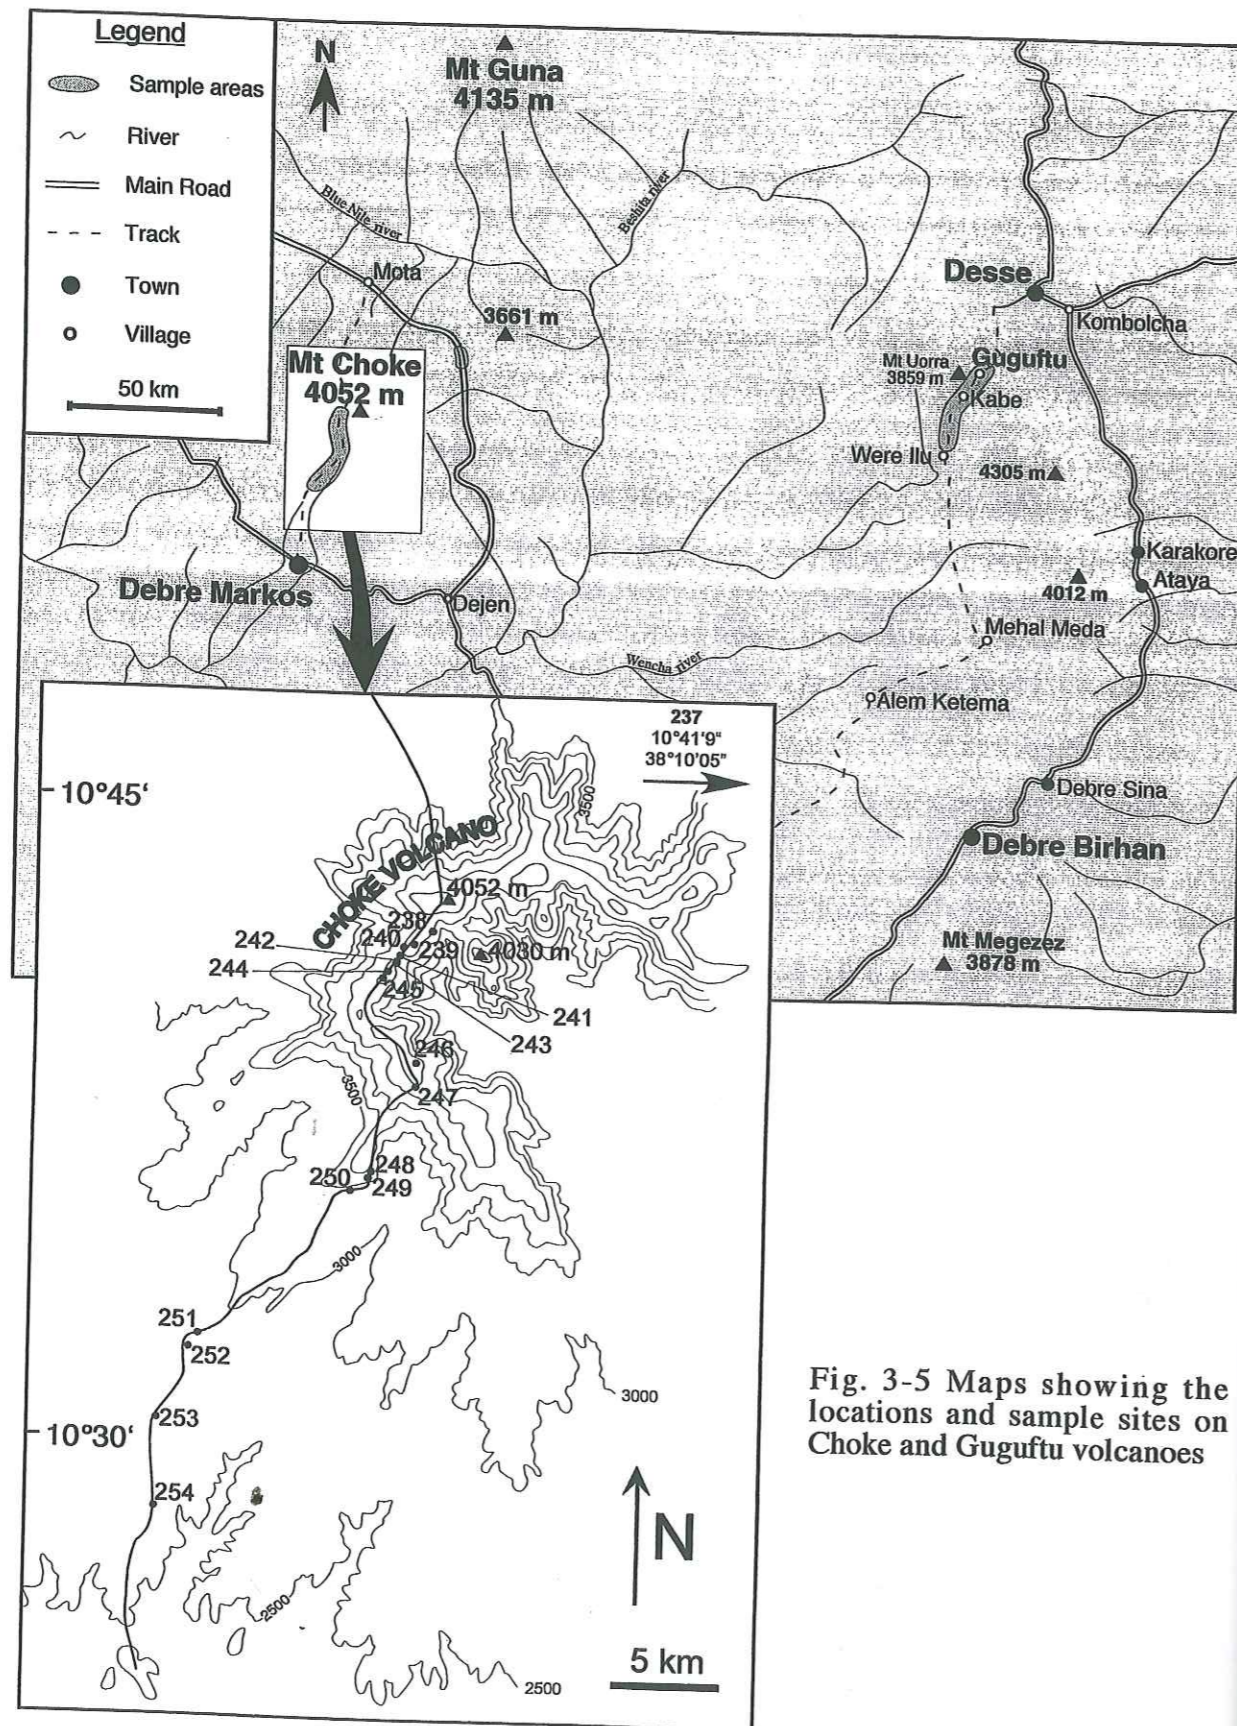 Legend
Sample areas
River
Main Road
Track
Town
Village
50 km
N
Mt Guna
4135 m
Blue Nile river
Beshita river
Mota
3661 m
Mt Choke
4052 m
Desse
Kombolcha
Mt Uorra
3859 m
Guguftu
Kabe
Were Ilu
4305 m
Karakore
Ataya
4012 m
Debre Markos
Dejen
Mehal Meda
Wencha river
Alem Ketema
Debre Sina
Debre Birhan
Mt Megezez
3878 m
237
10°41'9"
38°10'05"
10°45'
3500
CHOKE VOLCANO
4052 m
238
240
239
4030 m
242
244
245
241
243
246
247
3500
248
250
249
3000
251
252
3000
253
10°30'
254
N
2500
5 km
2500
Fig. 3-5 Maps showing the
locations and sample sites on
Choke and Guguftu volcanoes